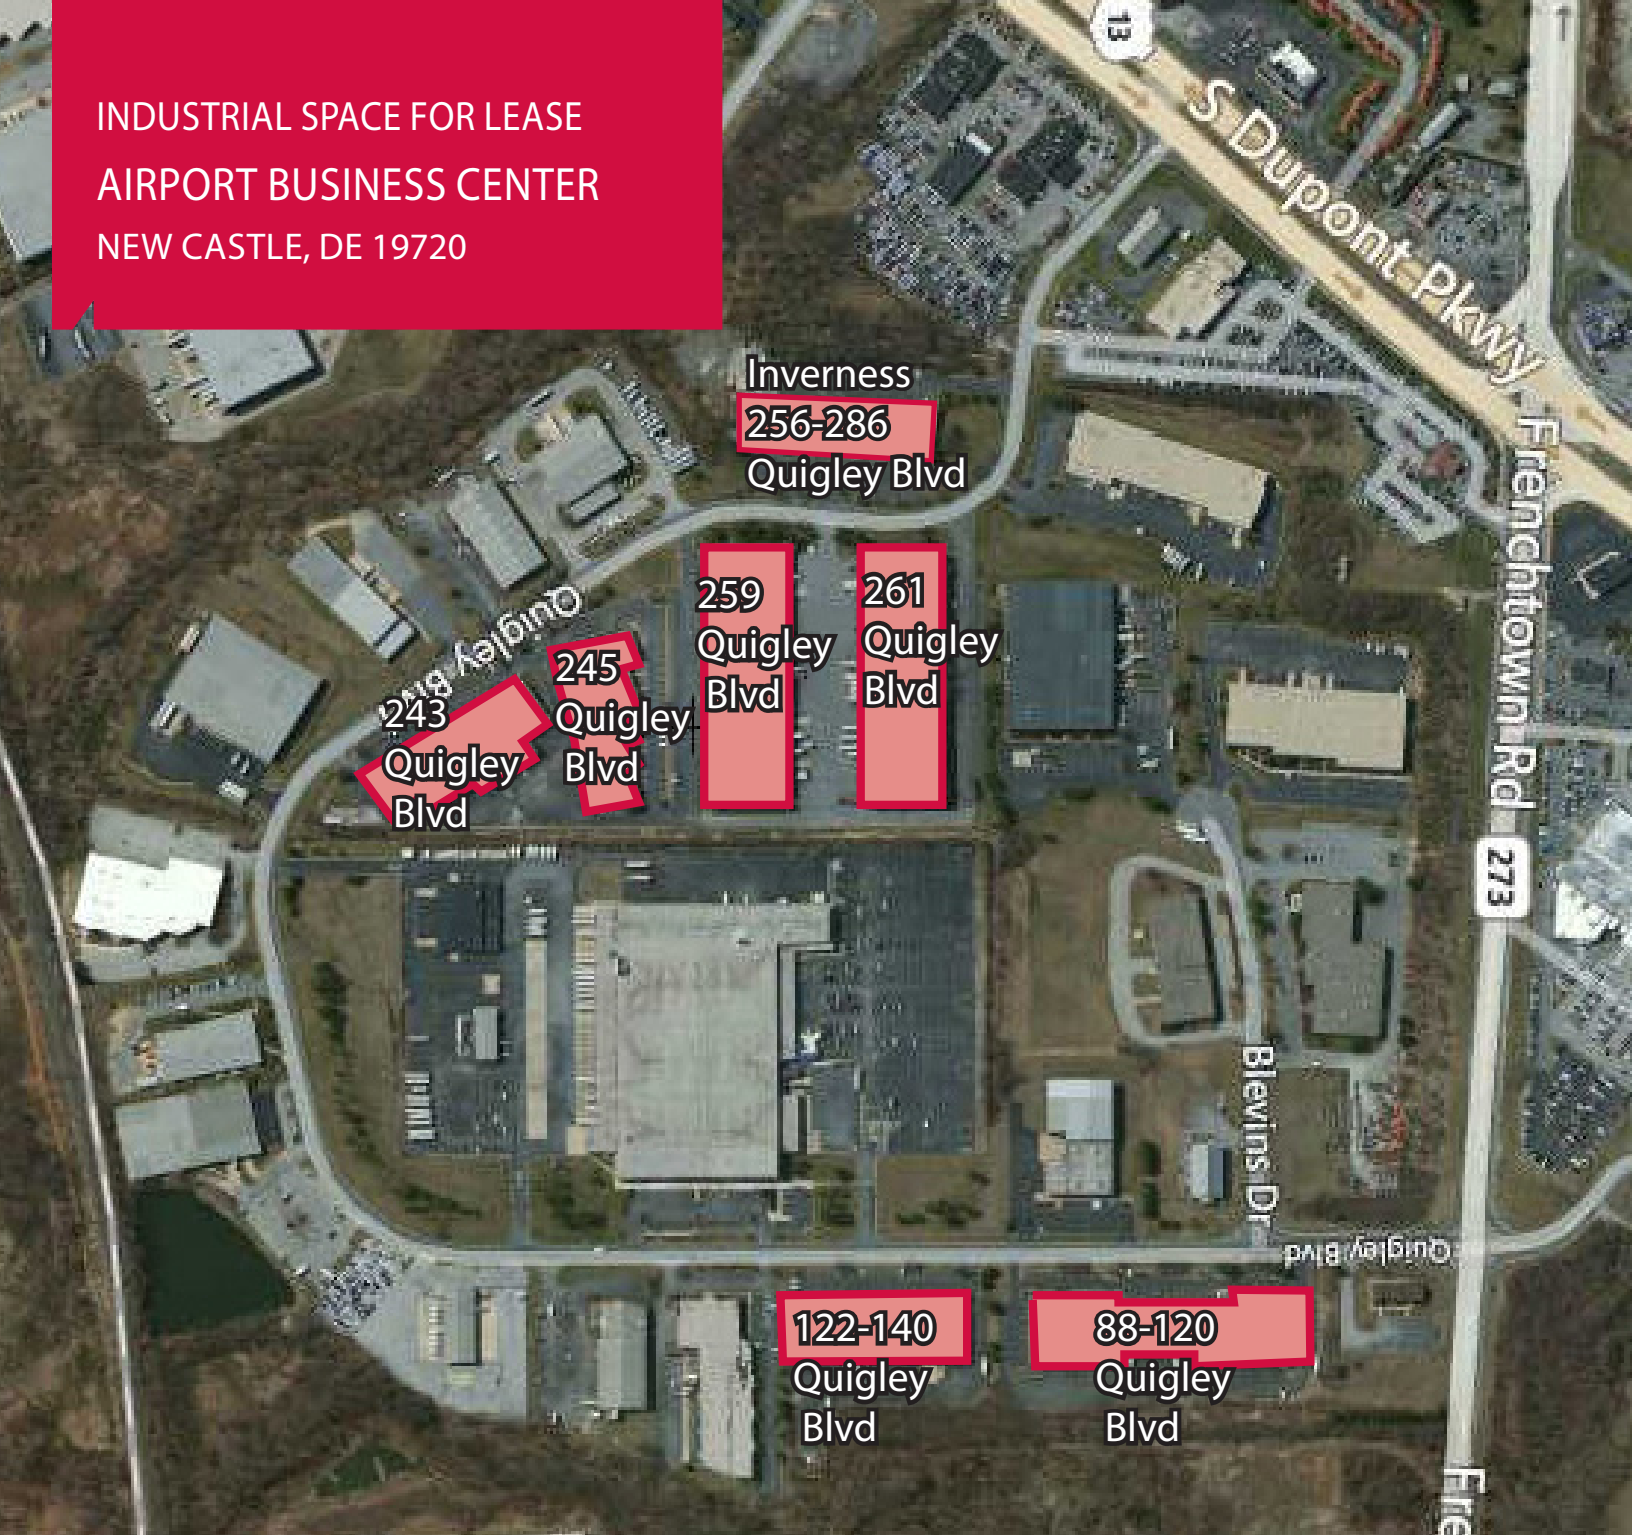 INDUSTRIAL SPACE FOR LEASE
AIRPORT BUSINESS CENTER
NEW CASTLE, DE 19720
13
S Dupont Pkwy
Inverness
256-286
Quigley Blvd
Frenchtown Rd
273
Quigley Blvd
259
Quigley
Blvd
261
Quigley
Blvd
245
Quigley
Blvd
243
Quigley
Blvd
Blevins Dr
Quigley Blvd
122-140
Quigley
Blvd
88-120
Quigley
Blvd
Fre